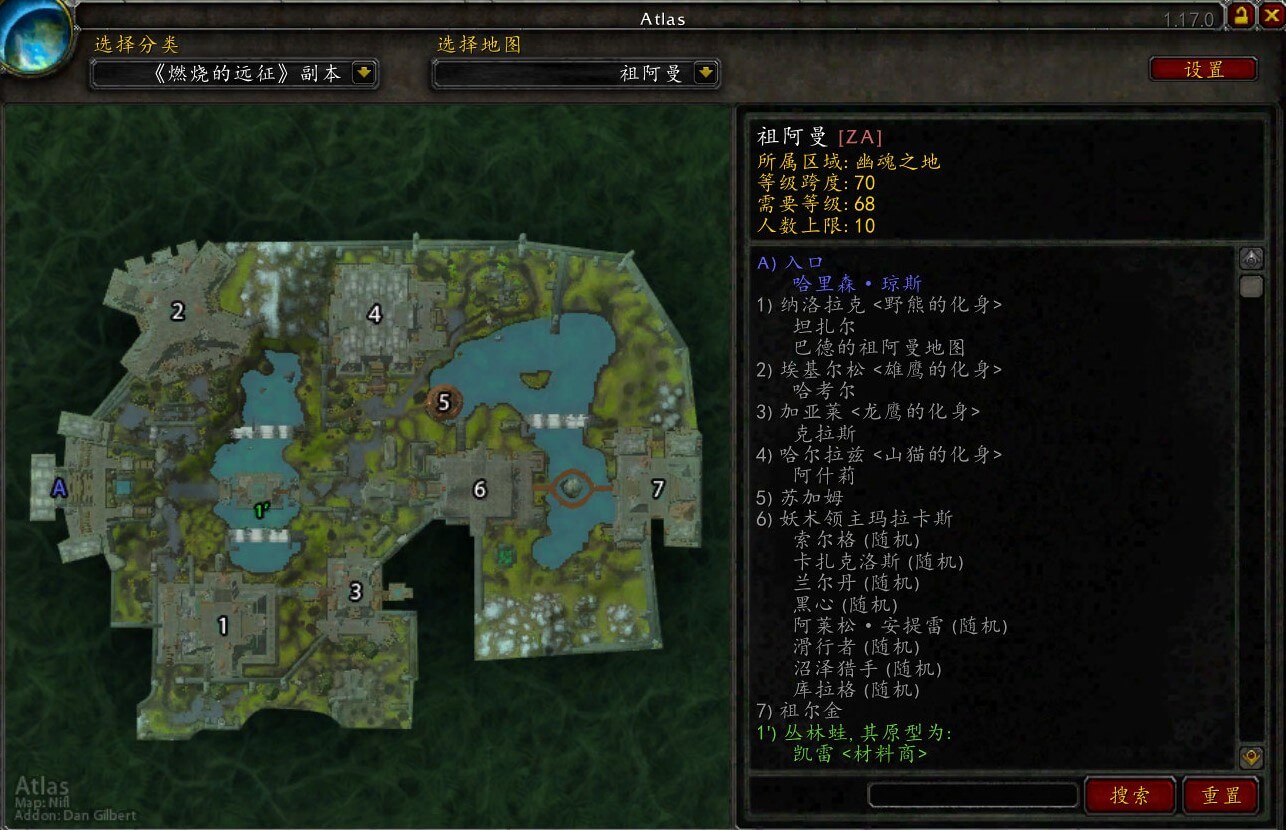 Atlas
1.17.0
选择分类
选择地图
《燃烧的远征》副本
祖阿曼
设置
祖阿曼 [ZA]
所属区域: 幽魂之地
等级跨度: 70
需要等级: 68
人数上限: 10
A) 入口
哈里森・琼斯
1) 纳洛拉克 <野熊的化身>
坦扎尔
巴德的祖阿曼地图
2) 埃基尔松 <雄鹰的化身>
哈考尔
3) 加亚莱 <龙鹰的化身>
克拉斯
4) 哈尔拉兹 <山猫的化身>
阿什莉
5) 苏加姆
6) 妖术领主玛拉卡斯
索尔格 (随机)
卡扎克洛斯 (随机)
兰尔丹 (随机)
黑心 (随机)
阿莱松・安提雷 (随机)
滑行者 (随机)
沼泽猎手 (随机)
库拉格 (随机)
7) 祖尔金
1') 丛林蛙, 其原型为:
凯雷 <材料商>
搜索
重置
2
4
5
A
6
7
1'
3
1
Atlas
Map: Nifl
Addon: Dan Gilbert